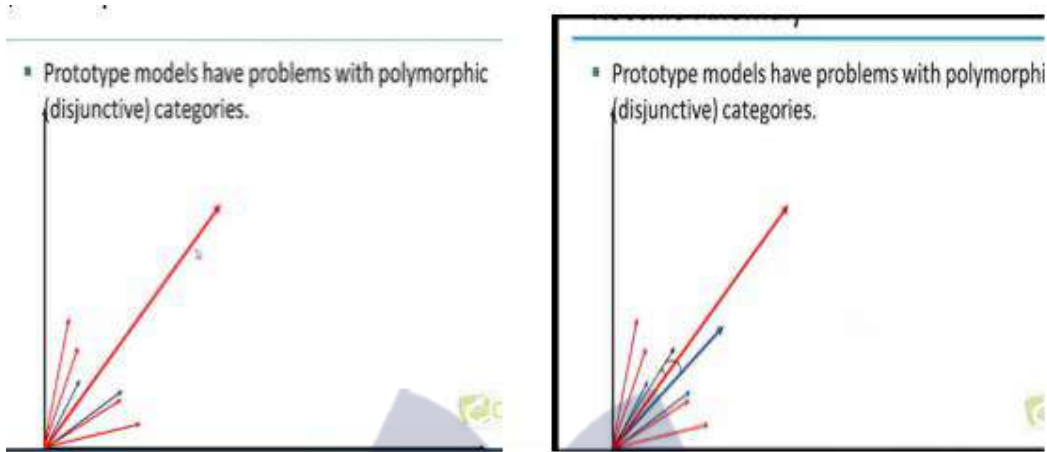 Prototype models have problems with polymorphic
(disjunctive) categories.
Prototype models have problems with polymorphi
(disjunctive) categories.